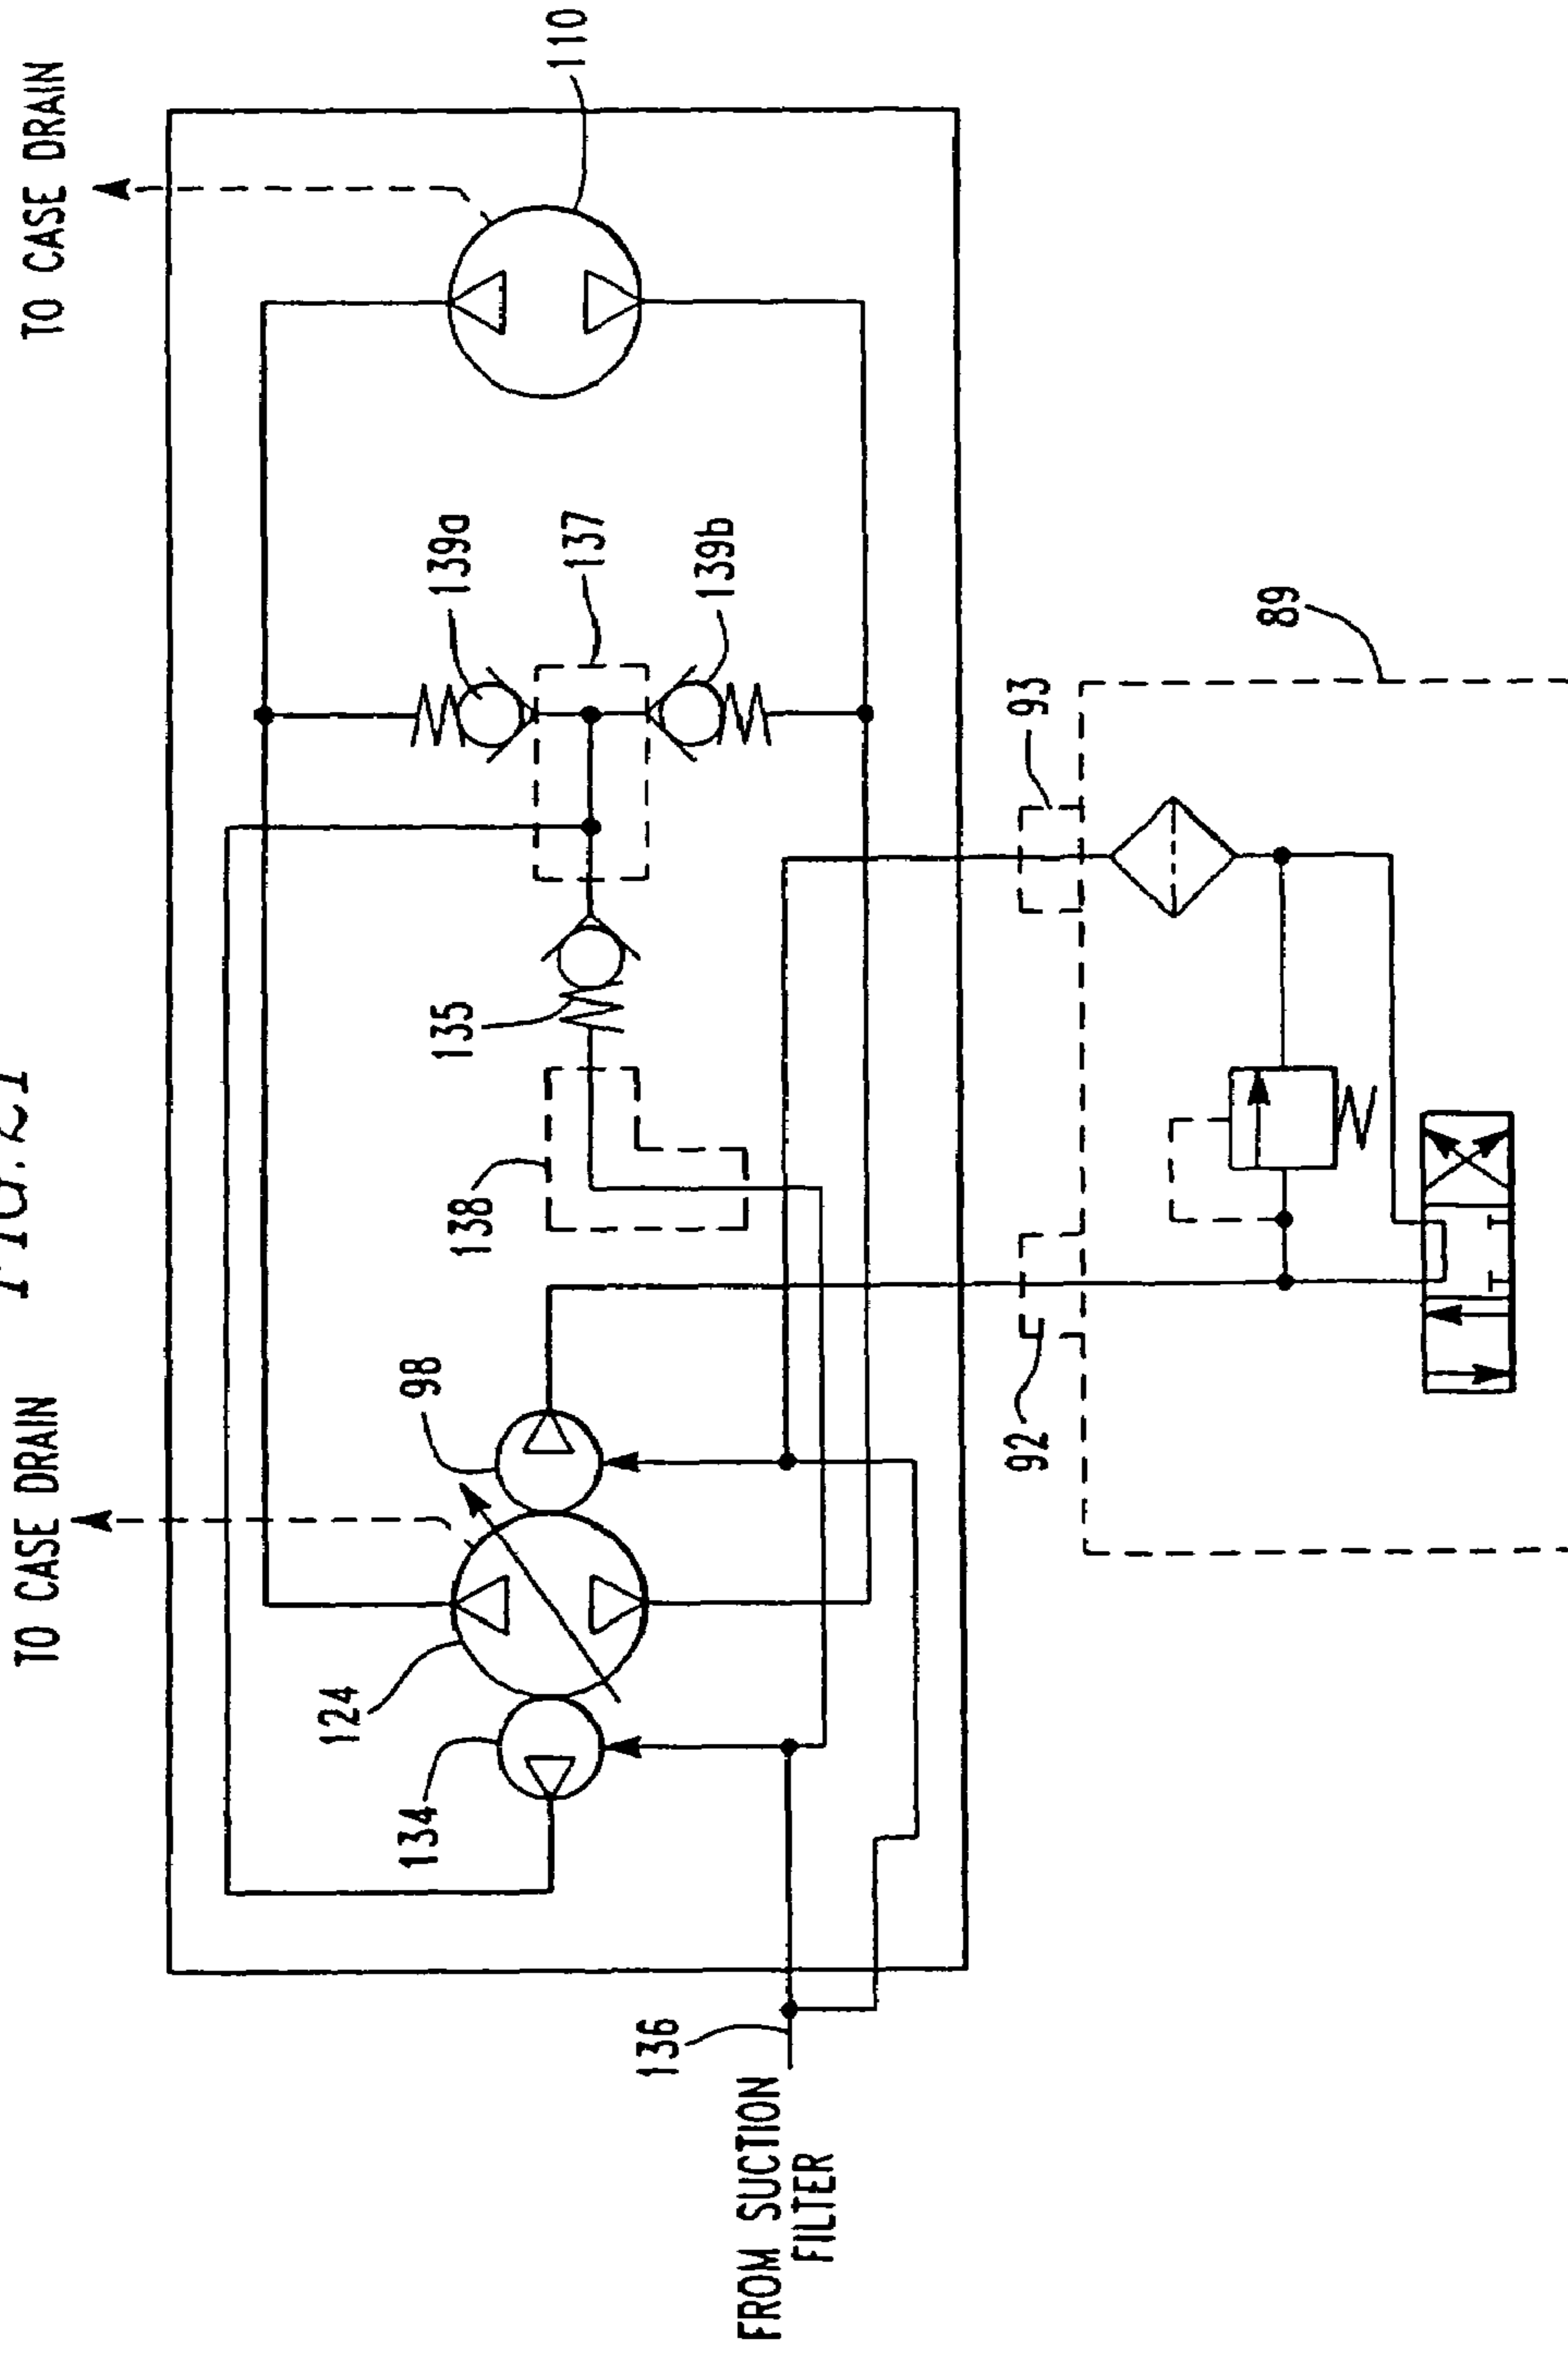 TO CASE DRAIN
TO CASE DRAIN
110
139a
137
139b
135
138
98
124
134
136
FROM SUCTION
FILTER
93
92
89